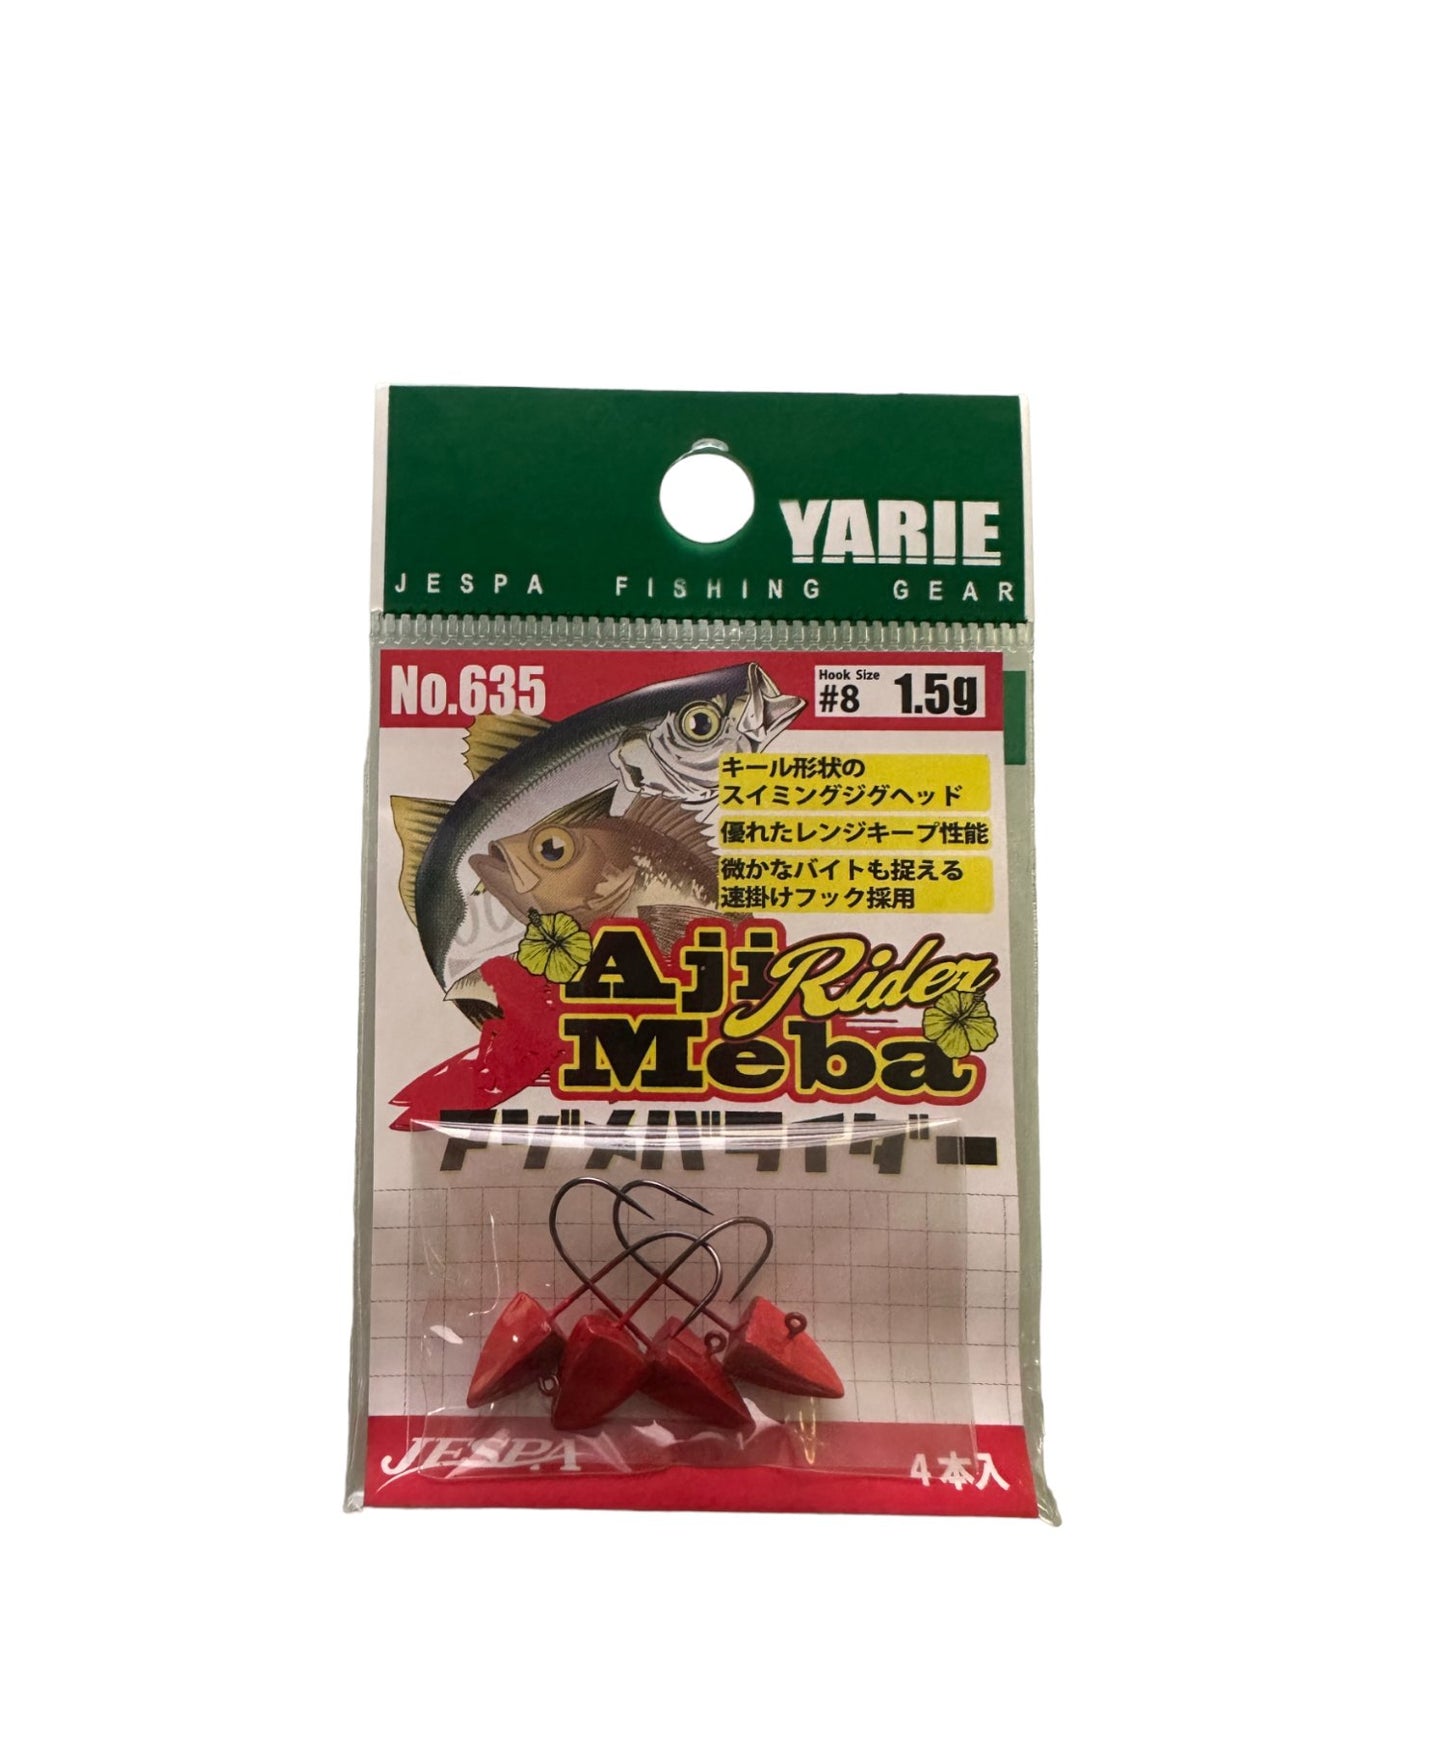 YARIE
JESPA FISHING GEAR
No.635
Hook Size
#8 1.5g
キール形状の
スイミングジグヘッド
優れたレンジキープ性能
微かなバイトも捉える
速掛けフック採用
Aji Rider
Meba
アジメバライダー
JESPA
4本入